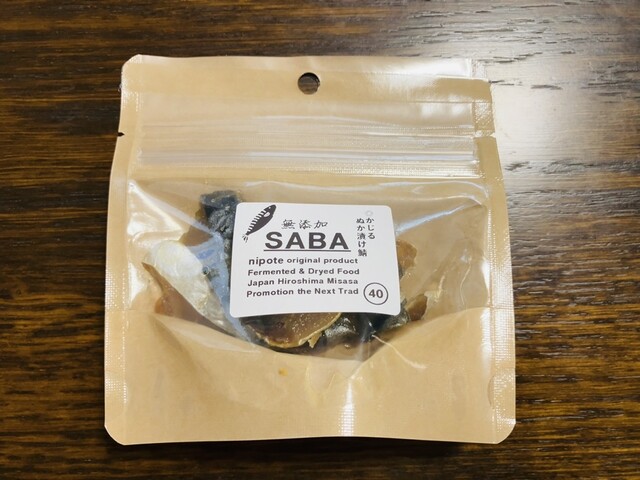 無添加
SABA
かじる
ぬか漬け鯖
nipote original product
Fermented & Dryed Food
Japan Hiroshima Misasa
Promotion the Next Trad
40